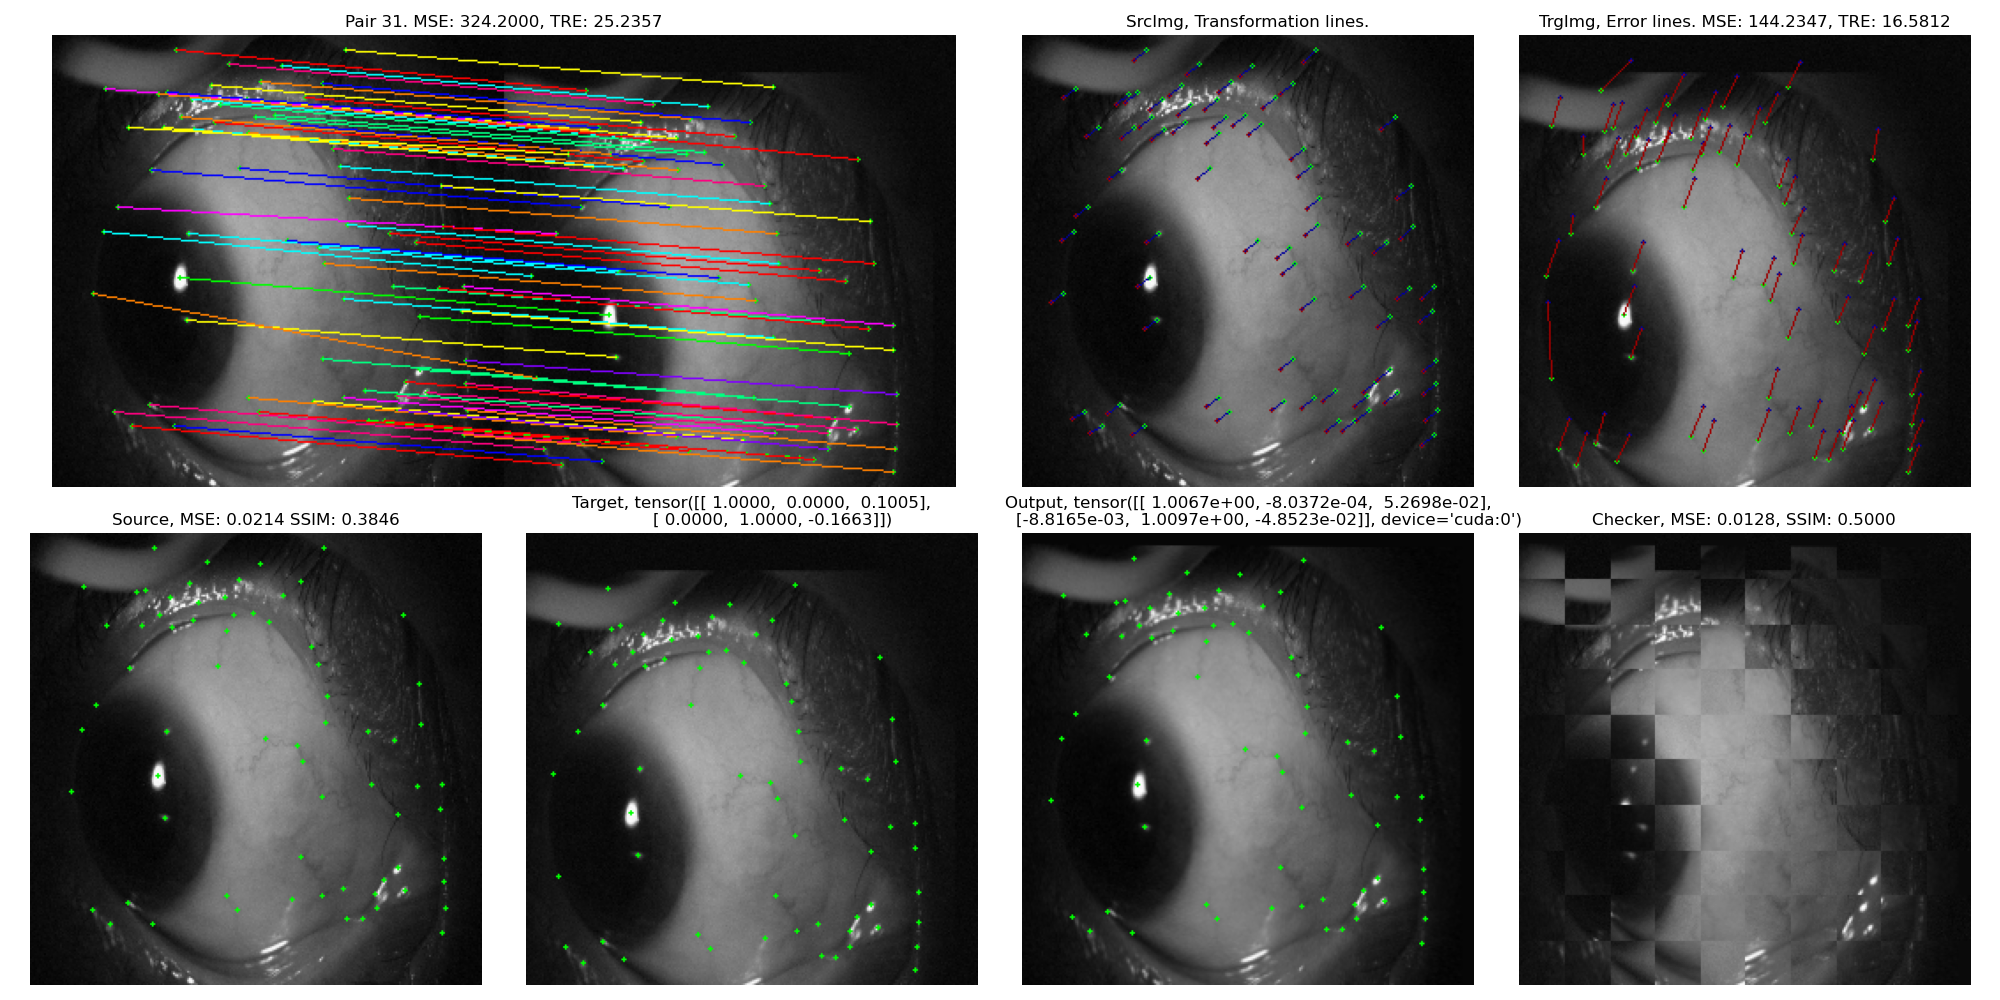 Pair 31. MSE: 324.2000, TRE: 25.2357
SrcImg, Transformation lines.
TrgImg, Error lines. MSE: 144.2347, TRE: 16.5812
Source, MSE: 0.0214 SSIM: 0.3846
Target, tensor([[ 1.0000, 0.0000, 0.1005],
[ 0.0000, 1.0000, -0.1663]])
Output, tensor([[ 1.0067e+00, -8.0372e-04, 5.2698e-02],
[-8.8165e-03, 1.0097e+00, -4.8523e-02]], device='cuda:0')
Checker, MSE: 0.0128, SSIM: 0.5000